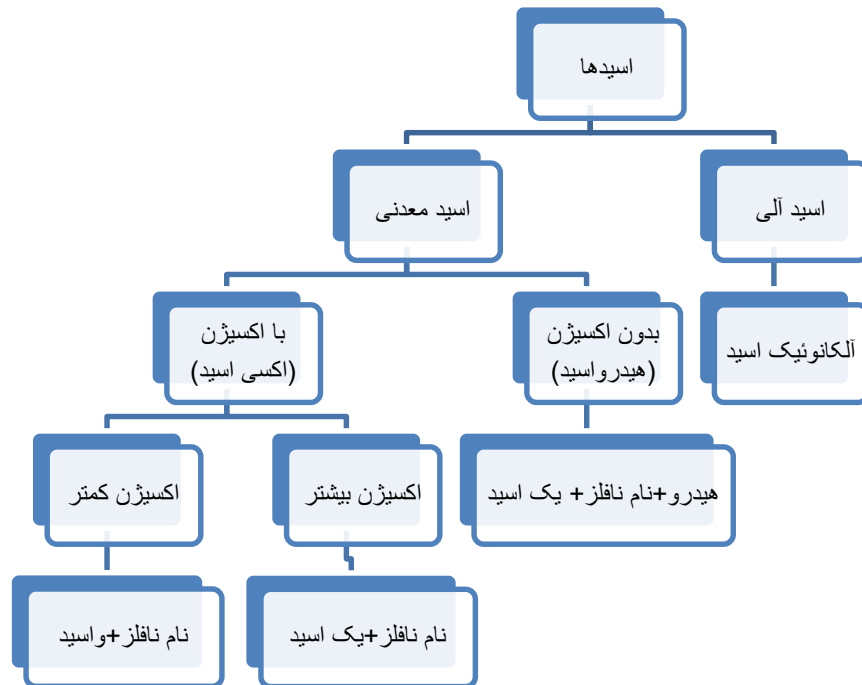 اسیدها
اسید آلی
اسید معدنی
آلکانوئیک اسید
بدون اکسیژن
(هیدرواسید)
با اکسیژن
(اکسی اسید)
هیدرو+نام نافلز+ یک اسید
اکسیژن بیشتر
اکسیژن کمتر
نام نافلز+یک اسید
نام نافلز+واسید